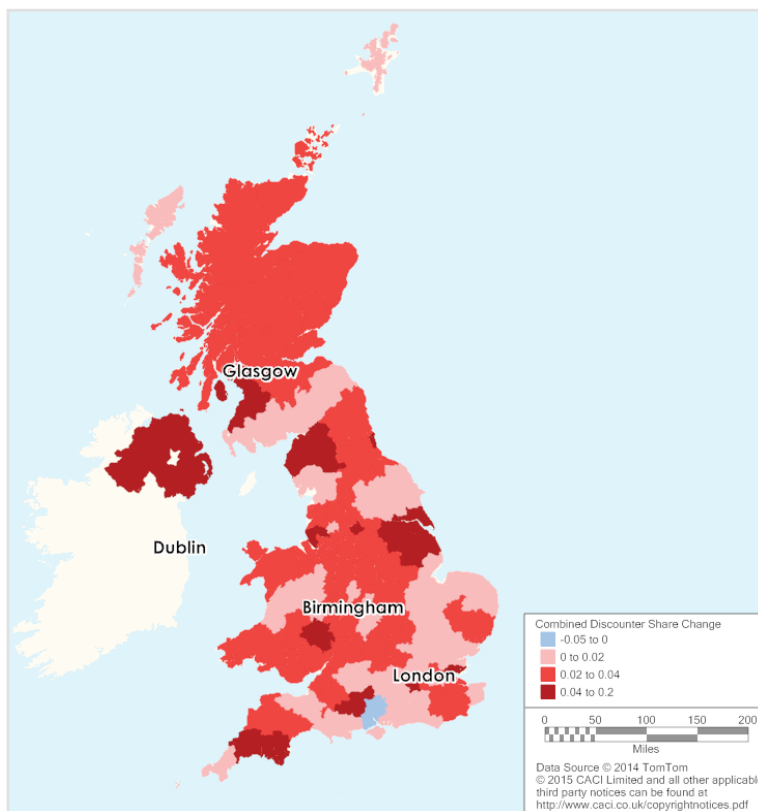 Glasgow
Dublin
Birmingham
London
Combined Discounter Share Change
-0.05 to 0
0 to 0.02
0.02 to 0.04
0.04 to 0.2
0 50 100 150 200
Miles
Data Source © 2014 TomTom
© 2015 CACI Limited and all other applicable
third party notices can be found at
http://www.caci.co.uk/copyrightnotices.pdf